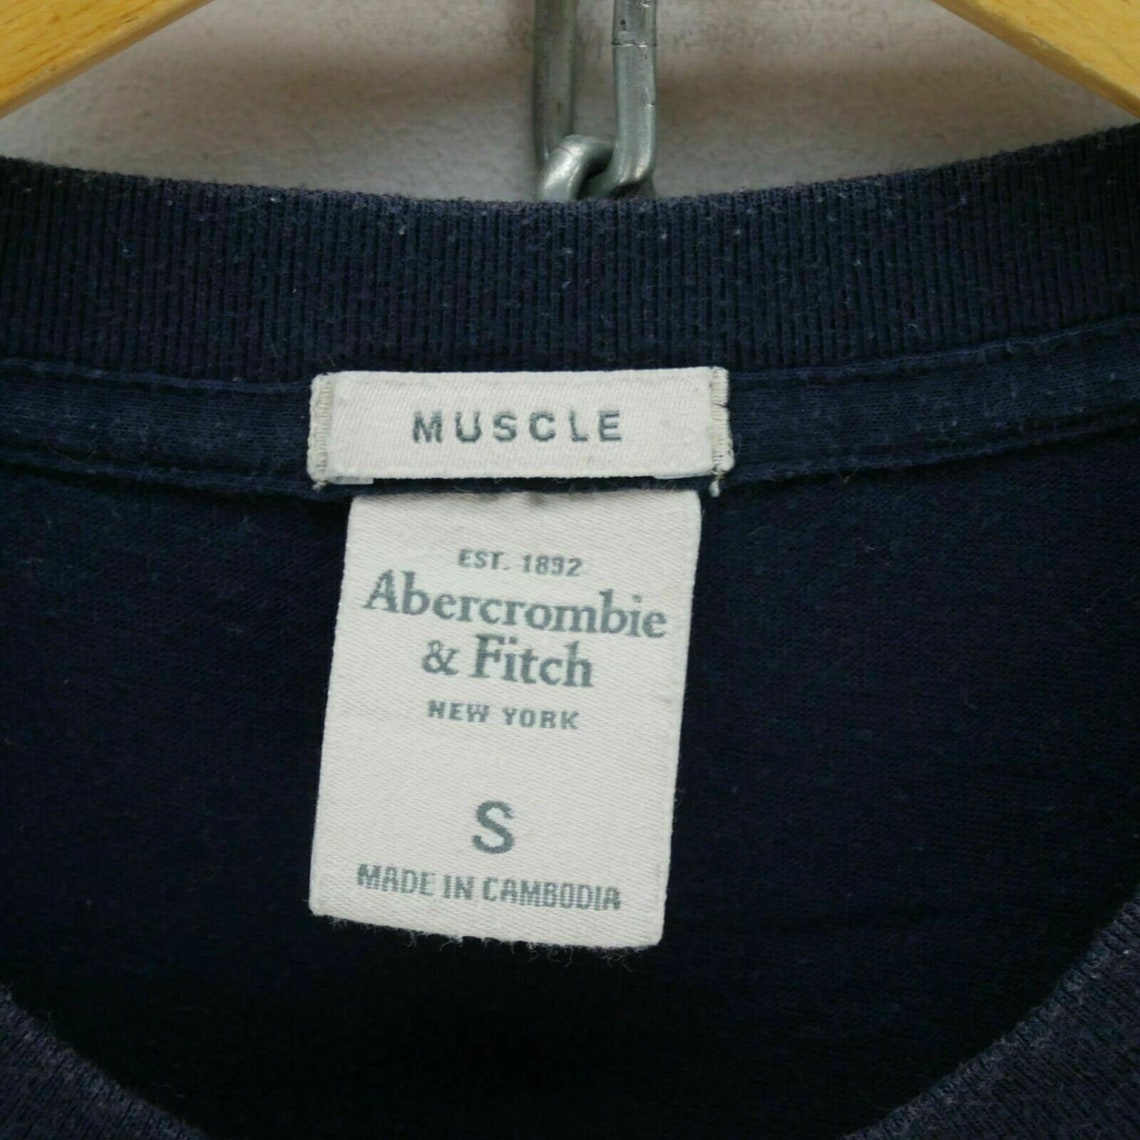 MUSCLE
EST. 1892
Abercrombie
& Fitch
NEW YORK
S
MADE IN CAMBODIA